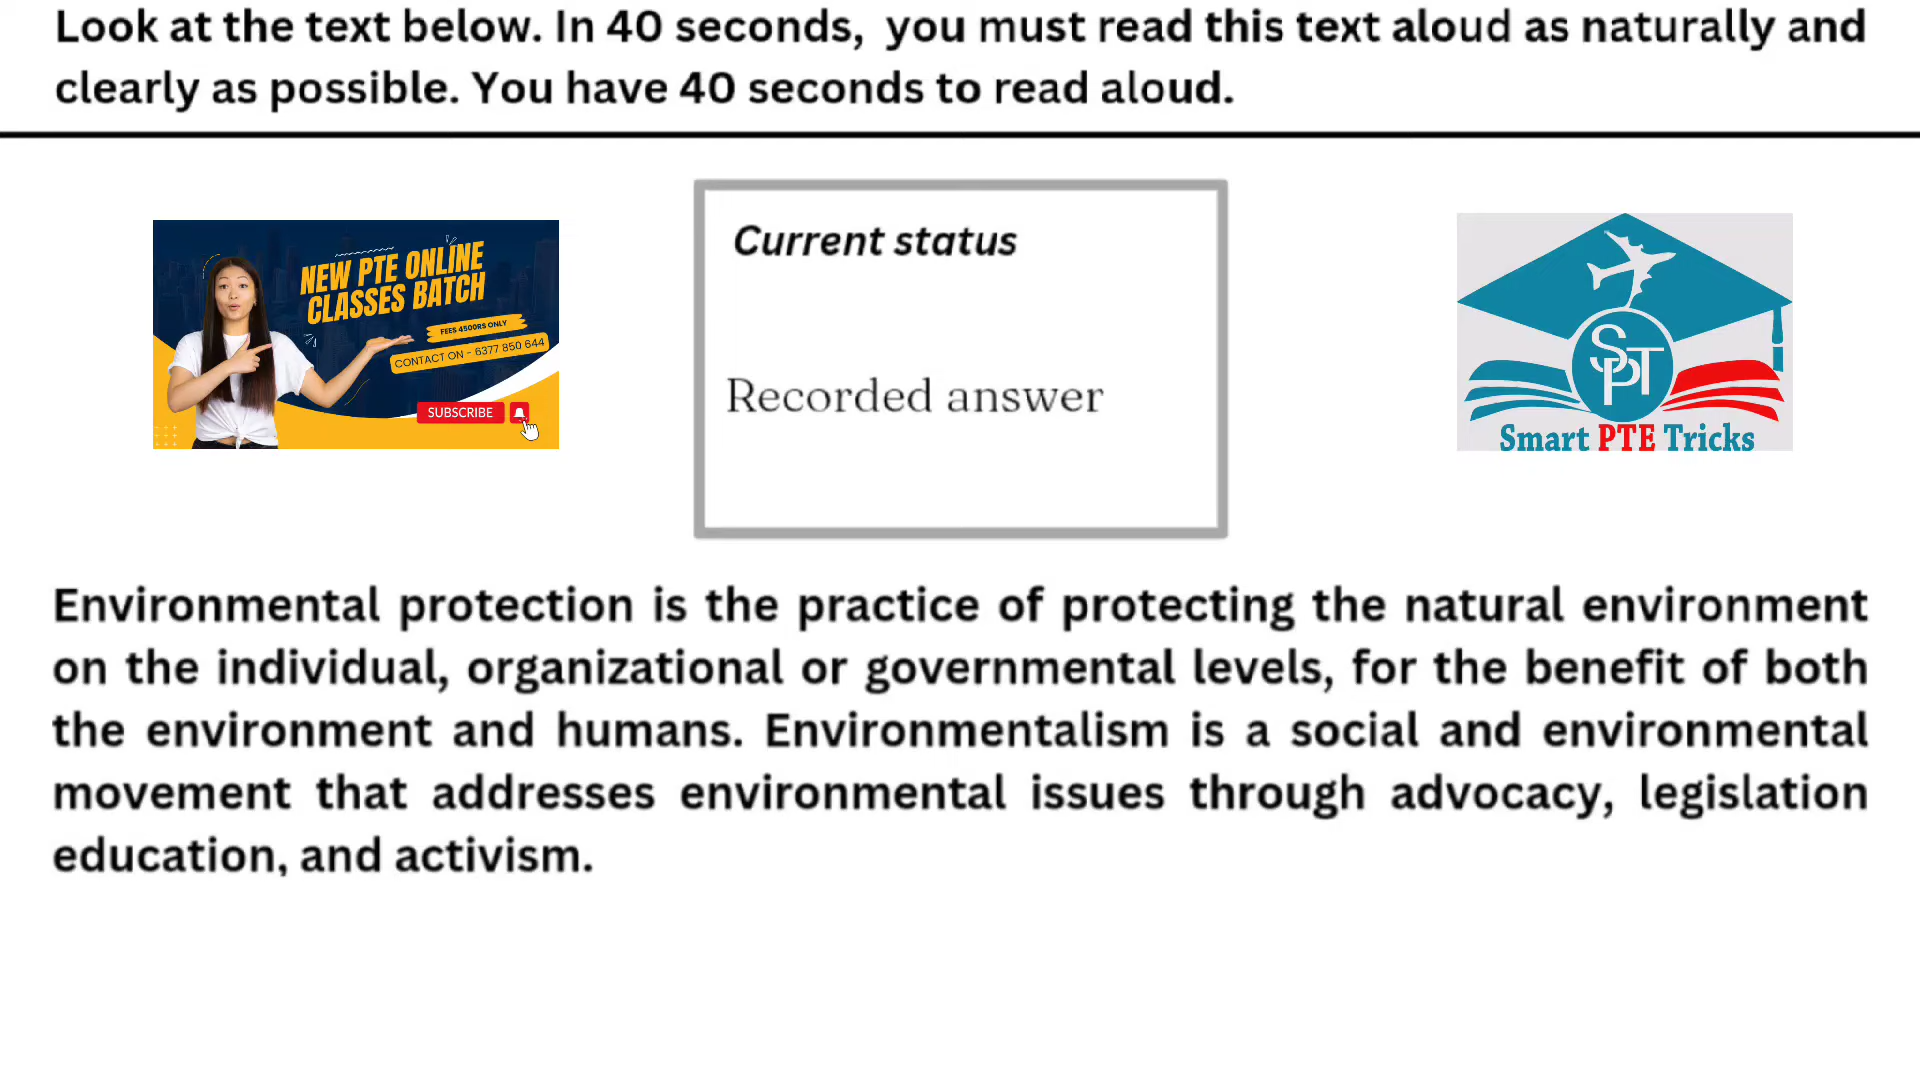 Look at the text below. In 40 seconds, you must read this text aloud as naturally and
clearly as possible. You have 40 seconds to read aloud.
NEW PTE ONLINE
CLASSES BATCH
FEES 4500RS ONLY
CONTACT ON - 6377 850 644
SUBSCRIBE
Current status
Recorded answer
SPT
Smart PTE Tricks
Environmental protection is the practice of protecting the natural environment
on the individual, organizational or governmental levels, for the benefit of both
the environment and humans. Environmentalism is a social and environmental
movement that addresses environmental issues through advocacy, legislation
education, and activism.